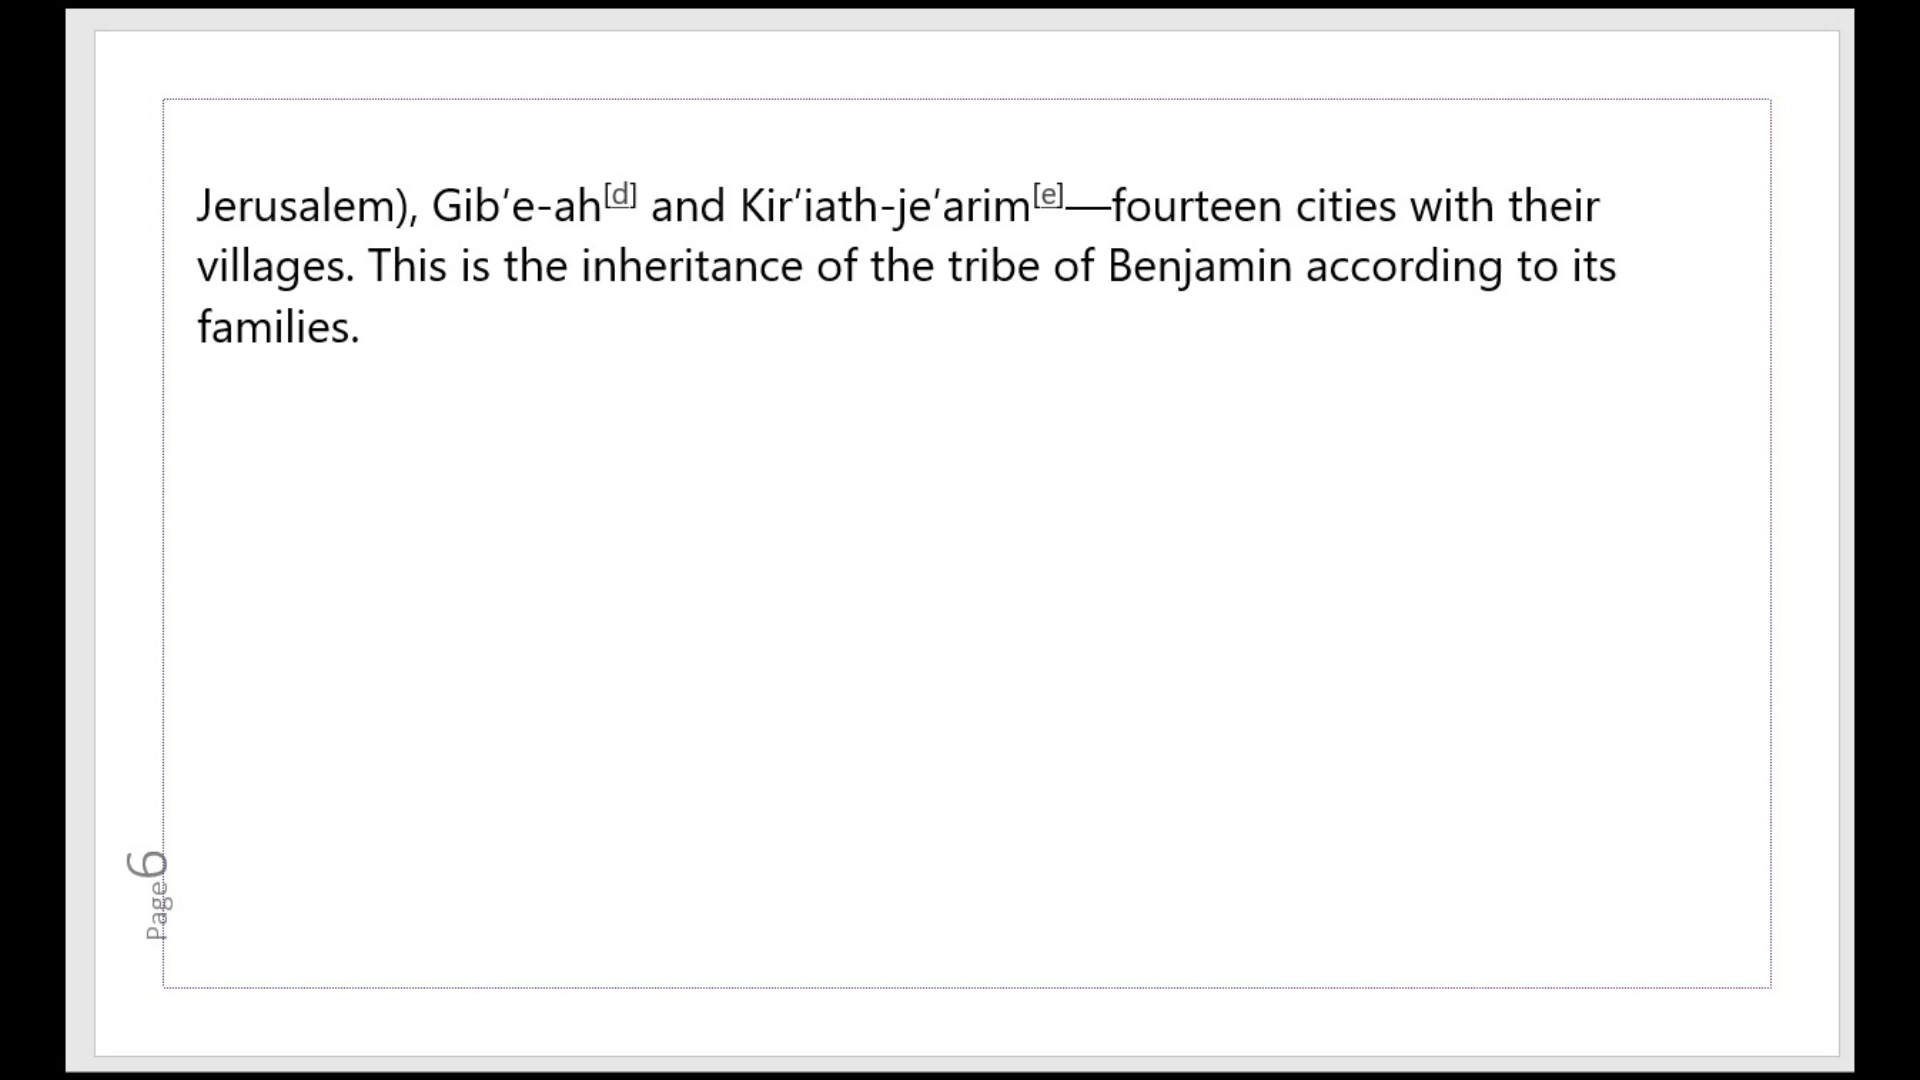 Jerusalem), Gib′e-ah[d] and Kir′iath-je′arim[e]—fourteen cities with their
villages. This is the inheritance of the tribe of Benjamin according to its
families.
Page 6